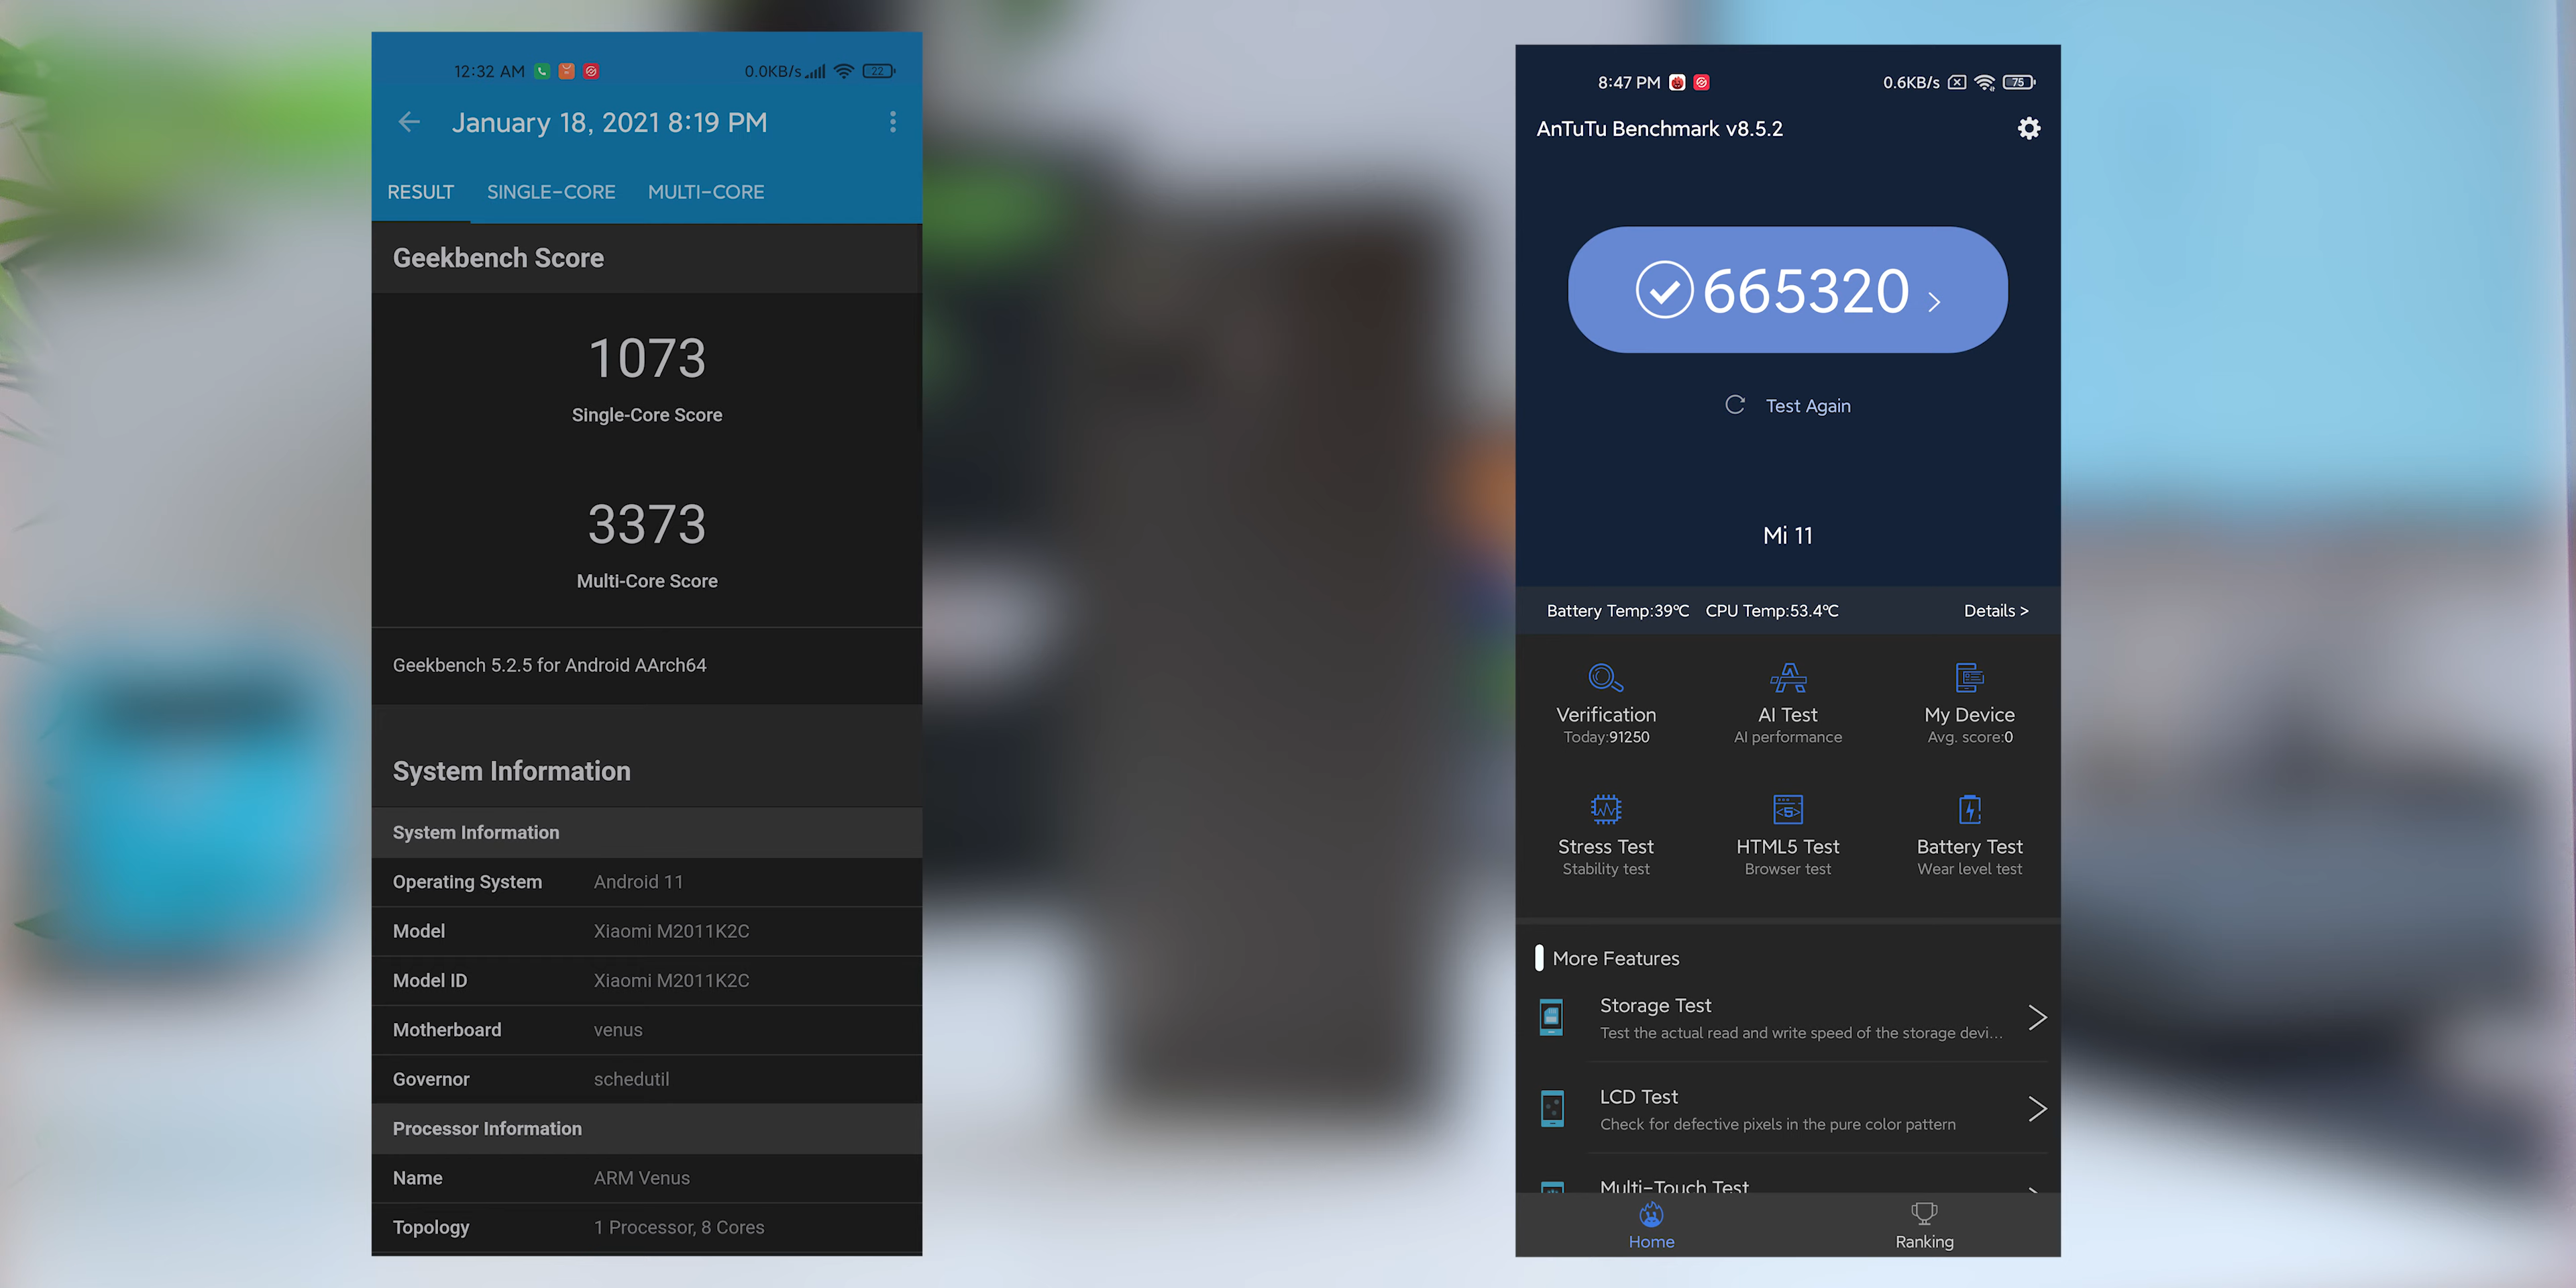 12:32 AM 0.0KB/s 22
January 18, 2021 8:19 PM
RESULT SINGLE-CORE MULTI-CORE
Geekbench Score
1073
Single-Core Score
3373
Multi-Core Score
Geekbench 5.2.5 for Android AArch64
System Information
System Information
Operating System Android 11
Model Xiaomi M2011K2C
Model ID Xiaomi M2011K2C
Motherboard venus
Governor schedutil
Processor Information
Name ARM Venus
Topology 1 Processor, 8 Cores
8:47 PM 0.6KB/s 75
AnTuTu Benchmark v8.5.2
665320 >
Test Again
Mi 11
Battery Temp:39°C CPU Temp:53.4°C Details >
Verification AI Test My Device
Today:91250 AI performance Avg. score:0
Stress Test HTML5 Test Battery Test
Stability test Browser test Wear level test
More Features
Storage Test
Test the actual read and write speed of the storage devi...
LCD Test
Check for defective pixels in the pure color pattern
Multi-Touch Test
Home Ranking